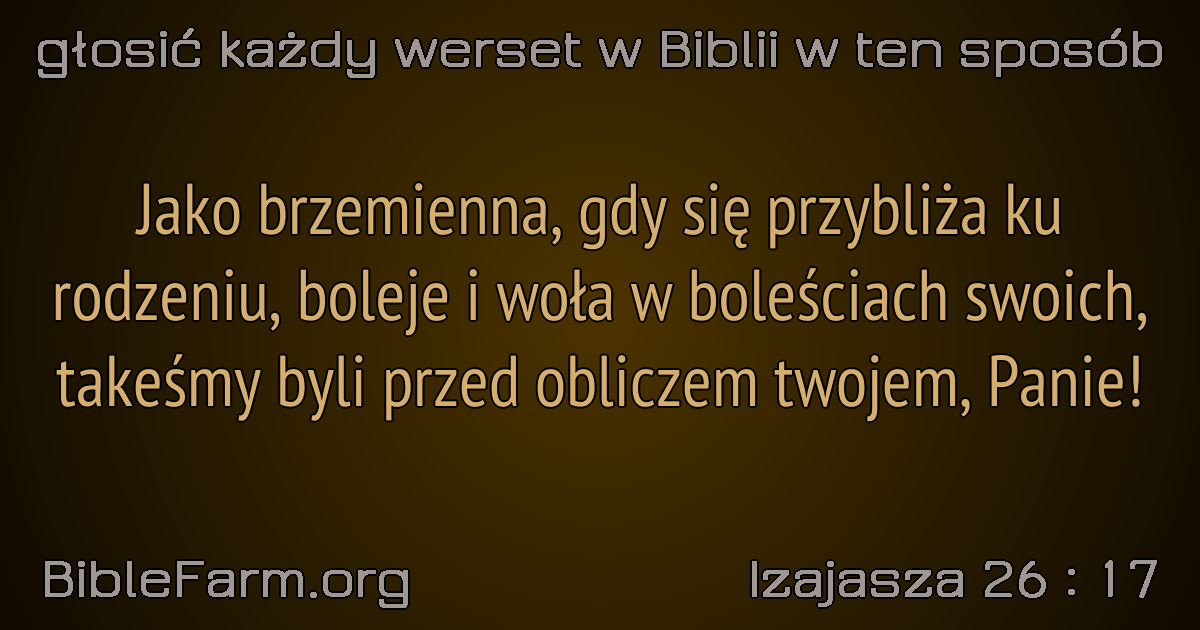 głosić każdy werset w Biblii w ten sposób
Jako brzemienna, gdy się przybliża ku
rodzeniu, boleje i woła w boleściach swoich,
takeśmy byli przed obliczem twojem, Panie!
BibleFarm.org
Izajasza 26 : 17